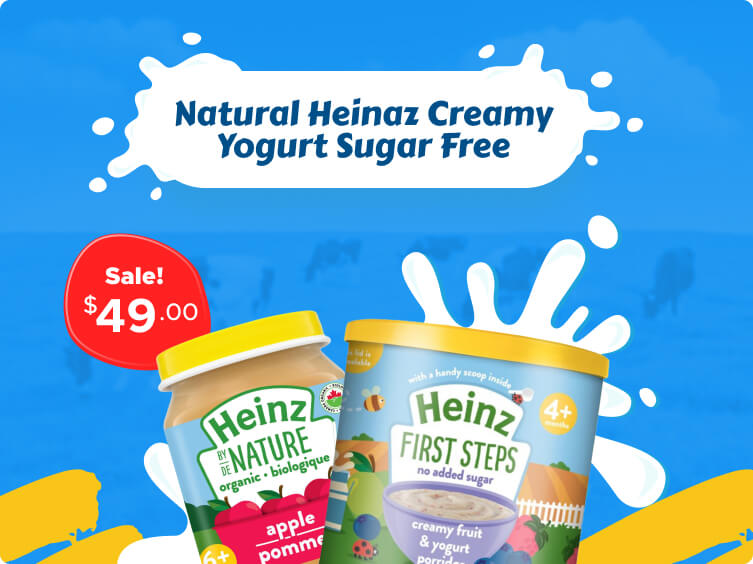 Natural Heinaz Creamy
Yogurt Sugar Free
Sale!
$49.00
Heinz
BY
DE
NATURE
organic • biologique
apple
pomme
6+
with a handy scoop inside
Heinz
4+
months
FIRST STEPS
no added sugar
creamy fruit
& yogurt